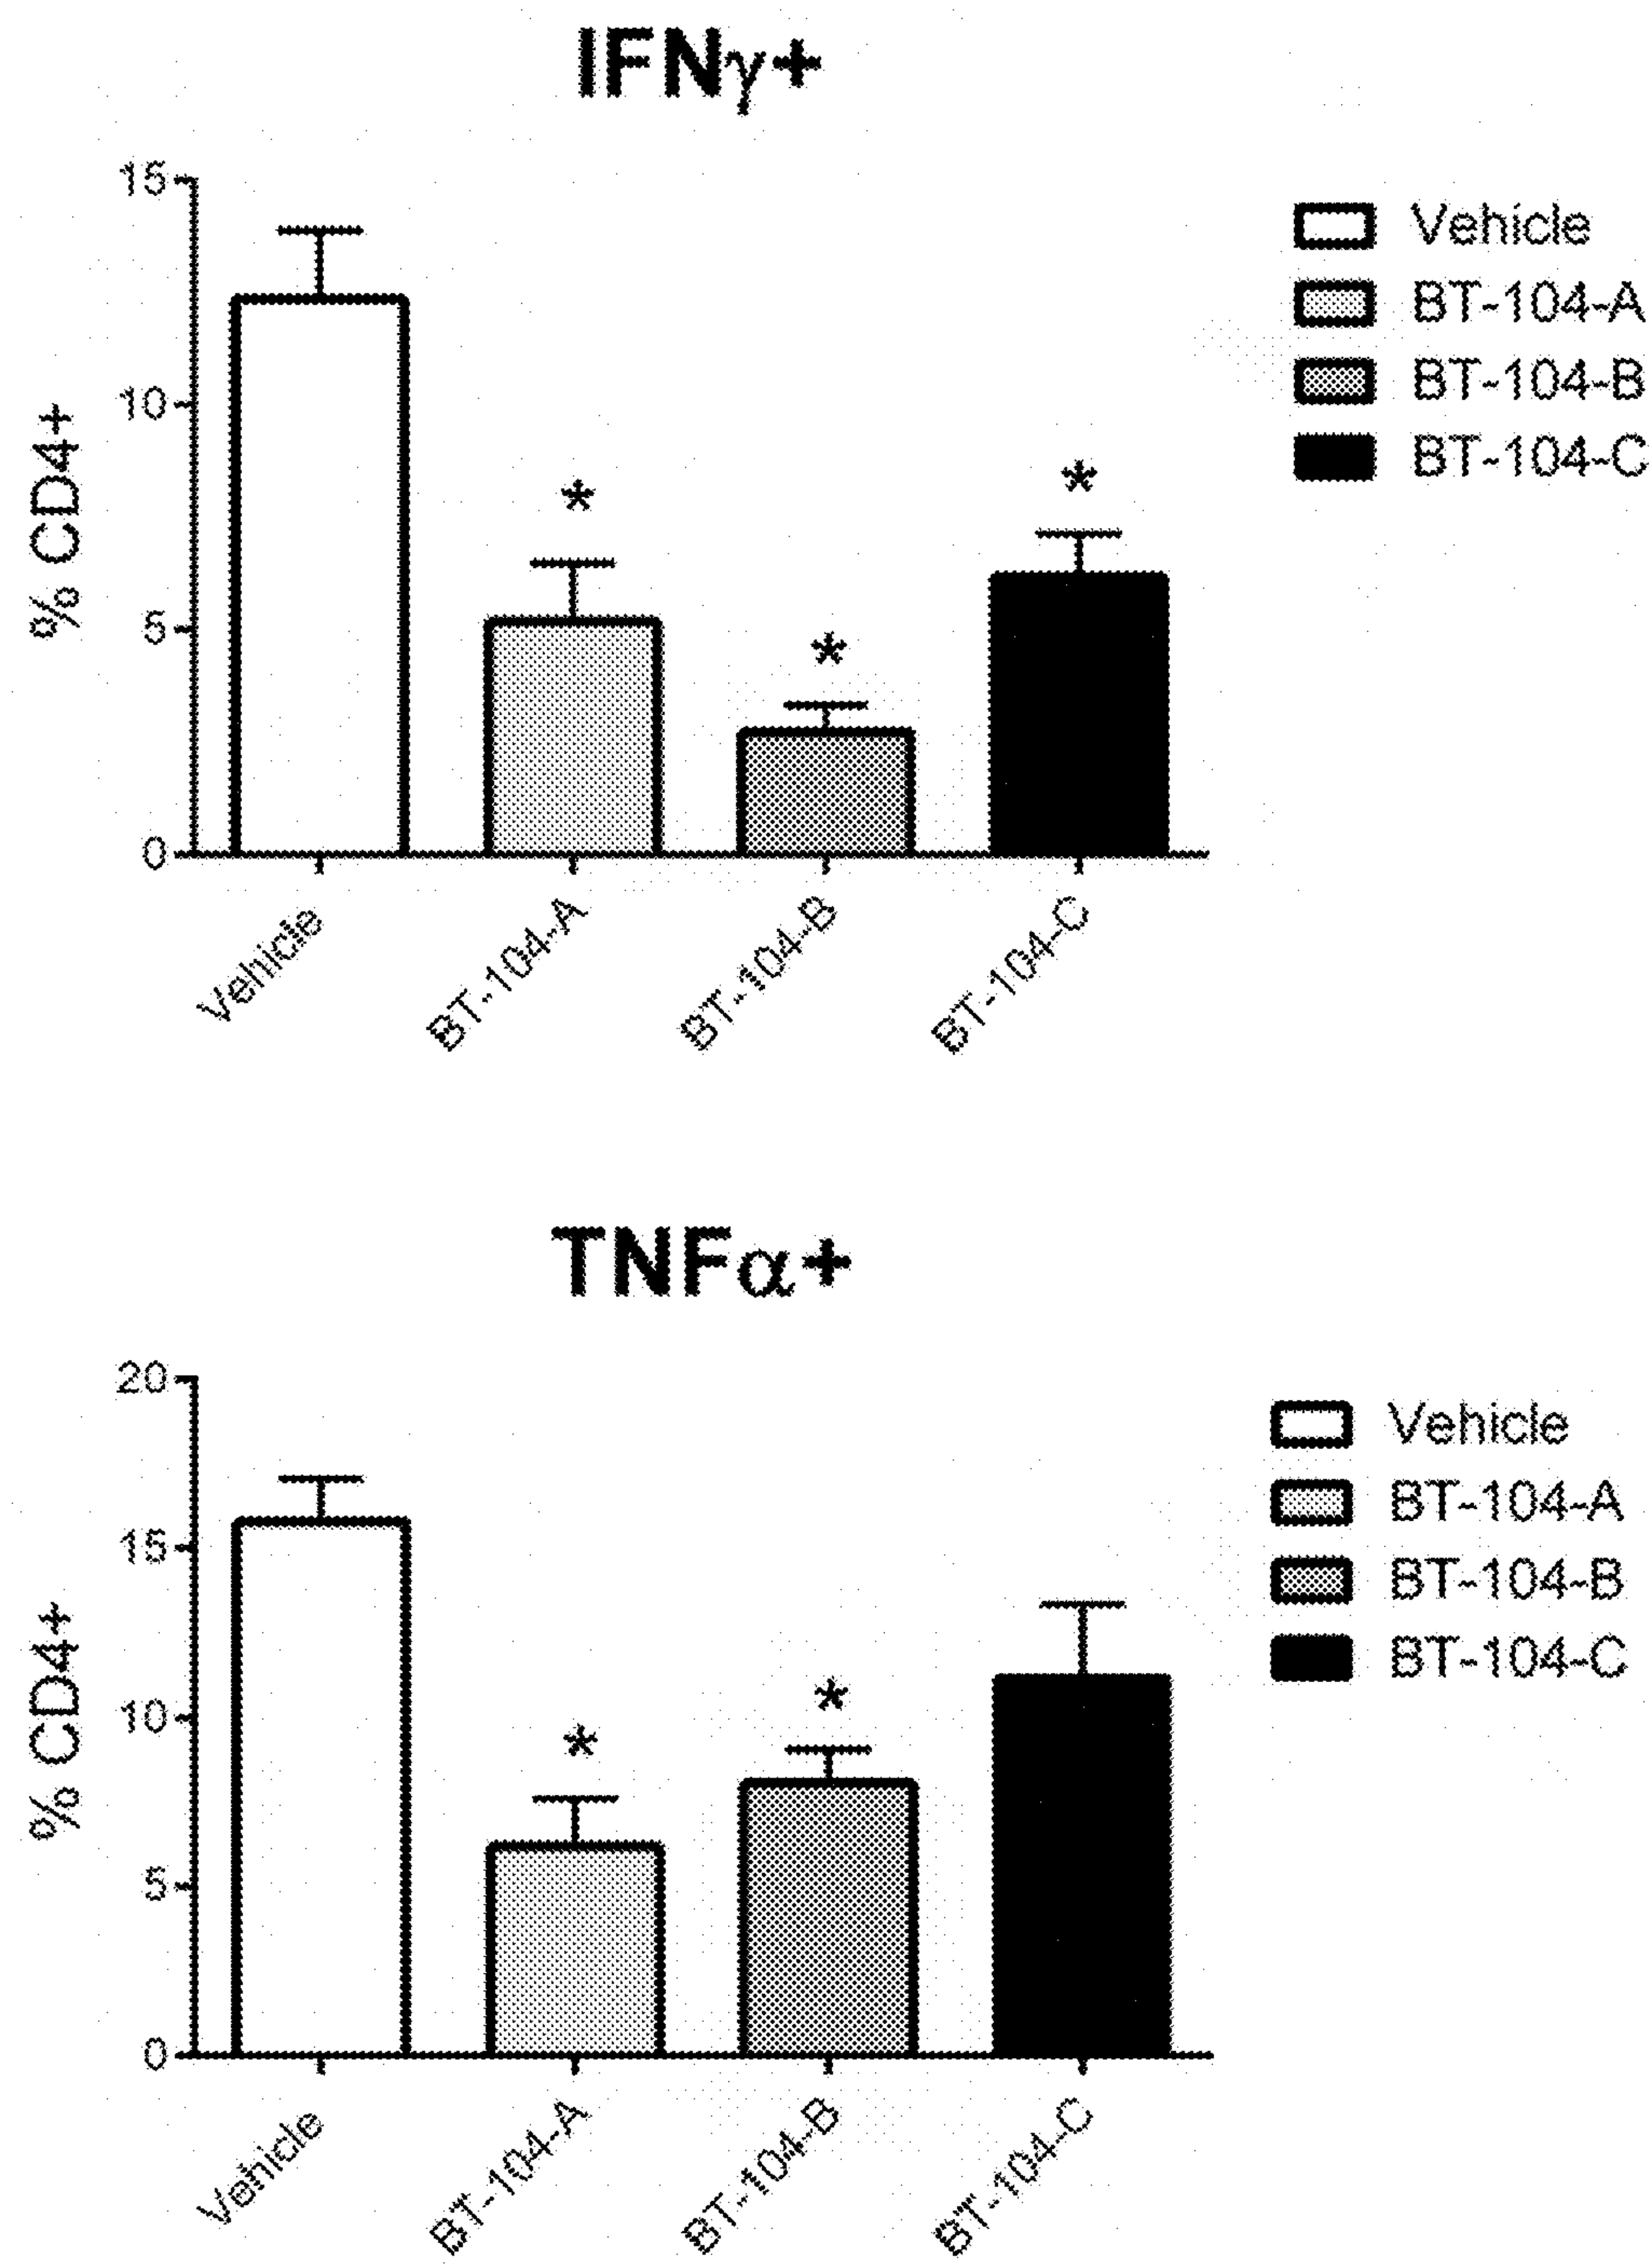 IFNγ+
15
10
5
0
% CD4+
*
*
*
Vehicle
BT-104-A
BT-104-B
BT-104-C
Vehicle
BT-104-A
BT-104-B
BT-104-C
TNFα+
20
15
10
5
0
% CD4+
*
*
Vehicle
BT-104-A
BT-104-B
BT-104-C
Vehicle
BT-104-A
BT-104-B
BT-104-C